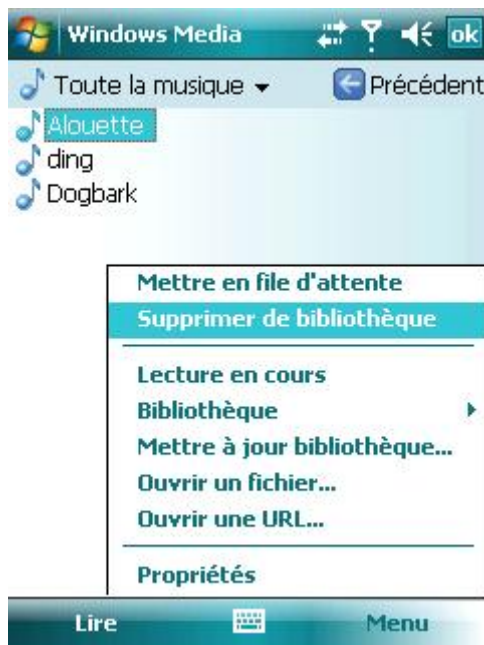 Windows Media ok
Toute la musique Précédent
Alouette
ding
Dogbark
Mettre en file d'attente
Supprimer de bibliothèque
Lecture en cours
Bibliothèque
Mettre à jour bibliothèque...
Ouvrir un fichier...
Ouvrir une URL...
Propriétés
Lire Menu